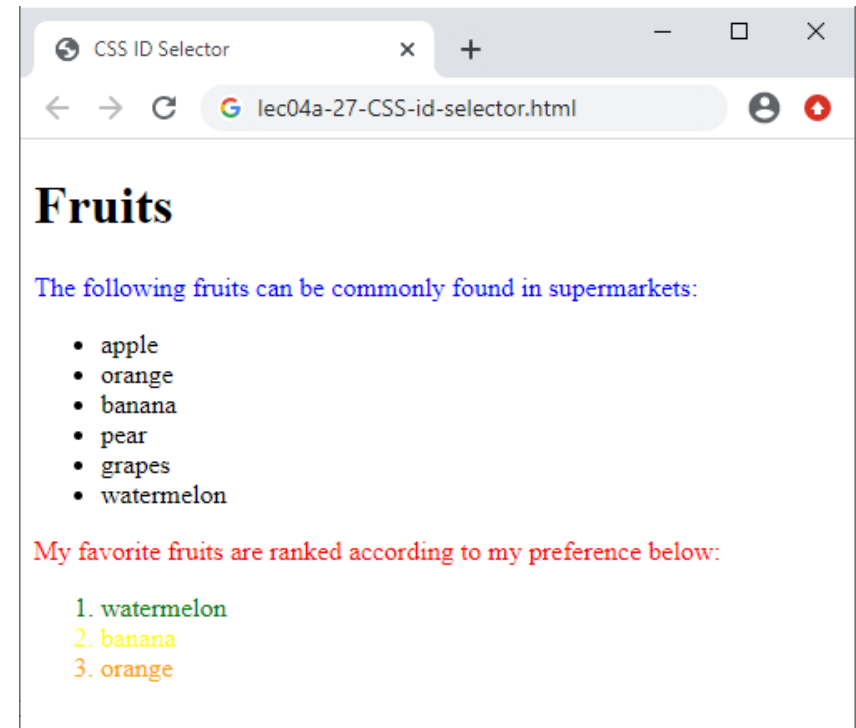 CSS ID Selector
lec04a-27-CSS-id-selector.html
Fruits
The following fruits can be commonly found in supermarkets:
• apple
• orange
• banana
• pear
• grapes
• watermelon
My favorite fruits are ranked according to my preference below:
1. watermelon
2. banana
3. orange